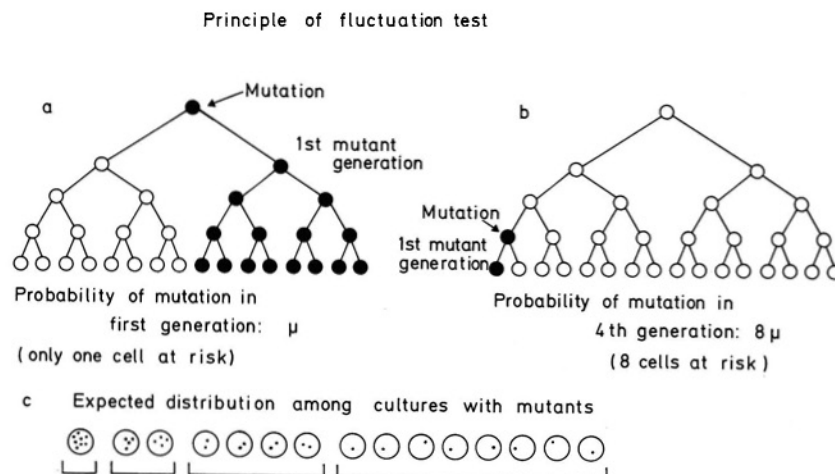 Principle of fluctuation test
a
Mutation
1st mutant
generation
Probability of mutation in
first generation: μ
(only one cell at risk)
b
Mutation
1st mutant
generation
Probability of mutation in
4th generation: 8μ
(8 cells at risk)
c Expected distribution among cultures with mutants